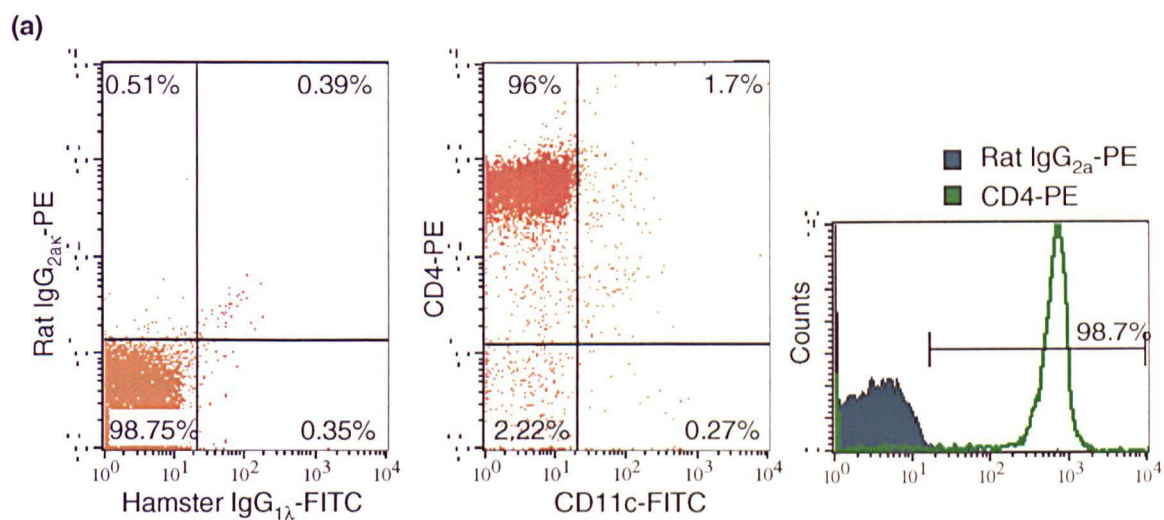 (a)
Rat IgG2aκ-PE
0.51%
0.39%
98.75%
0.35%
10^0 10^1 10^2 10^3 10^4
Hamster IgG1λ-FITC
CD4-PE
96%
1.7%
2.22%
0.27%
10^0 10^1 10^2 10^3 10^4
CD11c-FITC
Rat IgG2a-PE
CD4-PE
Counts
98.7%
10^0 10^1 10^2 10^3 10^4